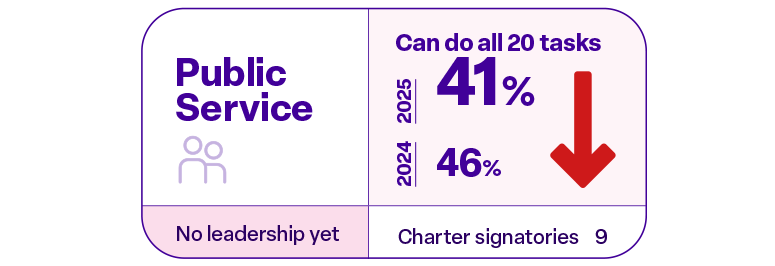 Public
Service
No leadership yet
Can do all 20 tasks
2025
41%
2024
46%
Charter signatories 9